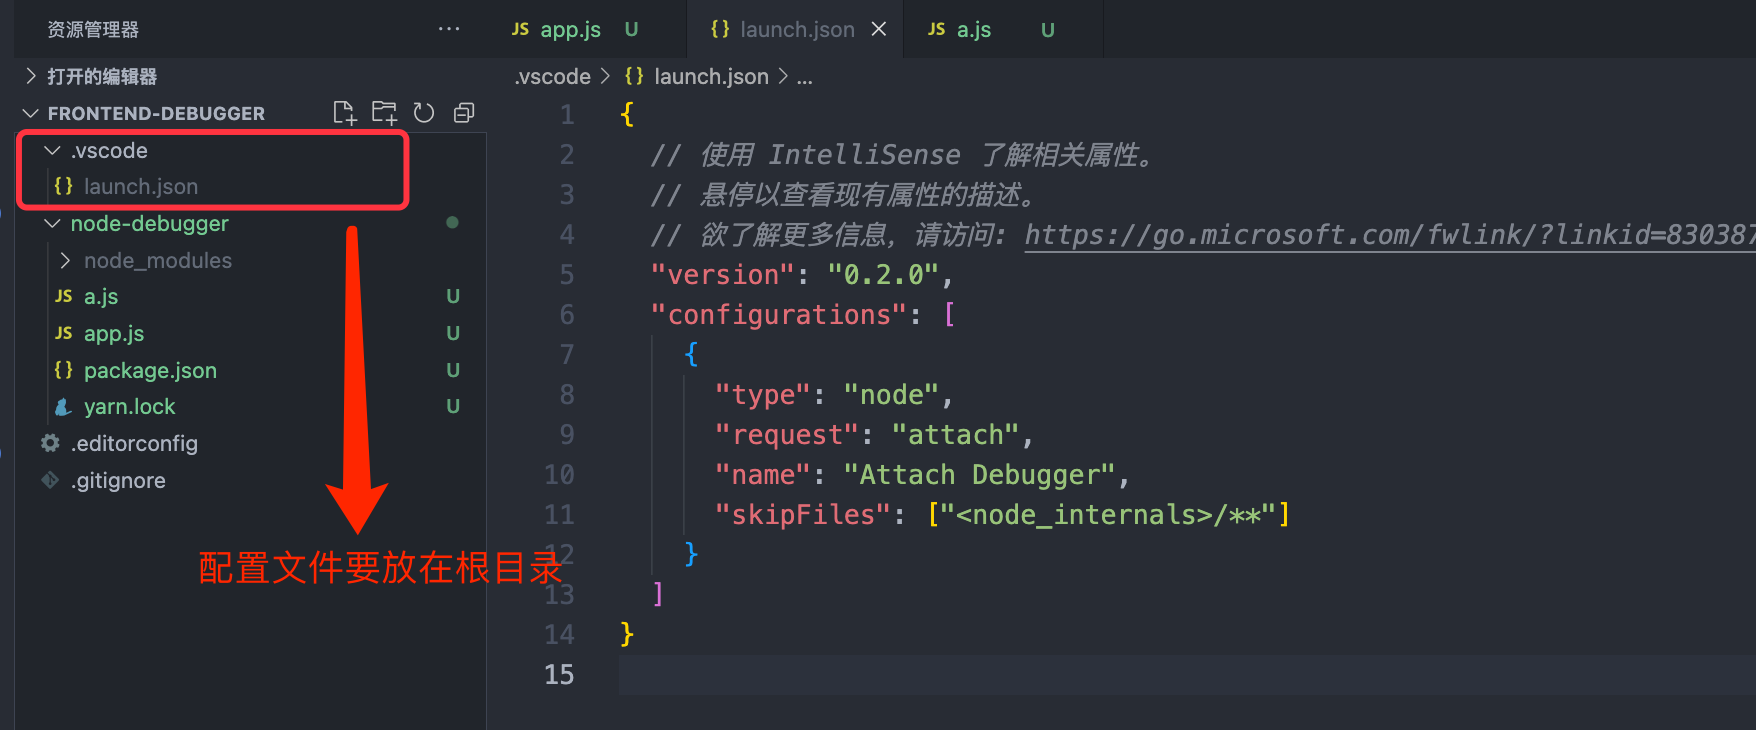 资源管理器 ···
JS app.js U
{} launch.json ×
JS a.js U
> 打开的编辑器
.vscode > {} launch.json > ...
FRONTEND-DEBUGGER
.vscode
{} launch.json
node-debugger
> node_modules
JS a.js U
JS app.js U
{} package.json U
yarn.lock U
.editorconfig
.gitignore
配置文件要放在根目录
1 {
2 // 使用 IntelliSense 了解相关属性。
3 // 悬停以查看现有属性的描述。
4 // 欲了解更多信息，请访问: https://go.microsoft.com/fwlink/?linkid=830387
5 "version": "0.2.0",
6 "configurations": [
7 {
8 "type": "node",
9 "request": "attach",
10 "name": "Attach Debugger",
11 "skipFiles": ["<node_internals>/**"]
12 }
13 ]
14 }
15